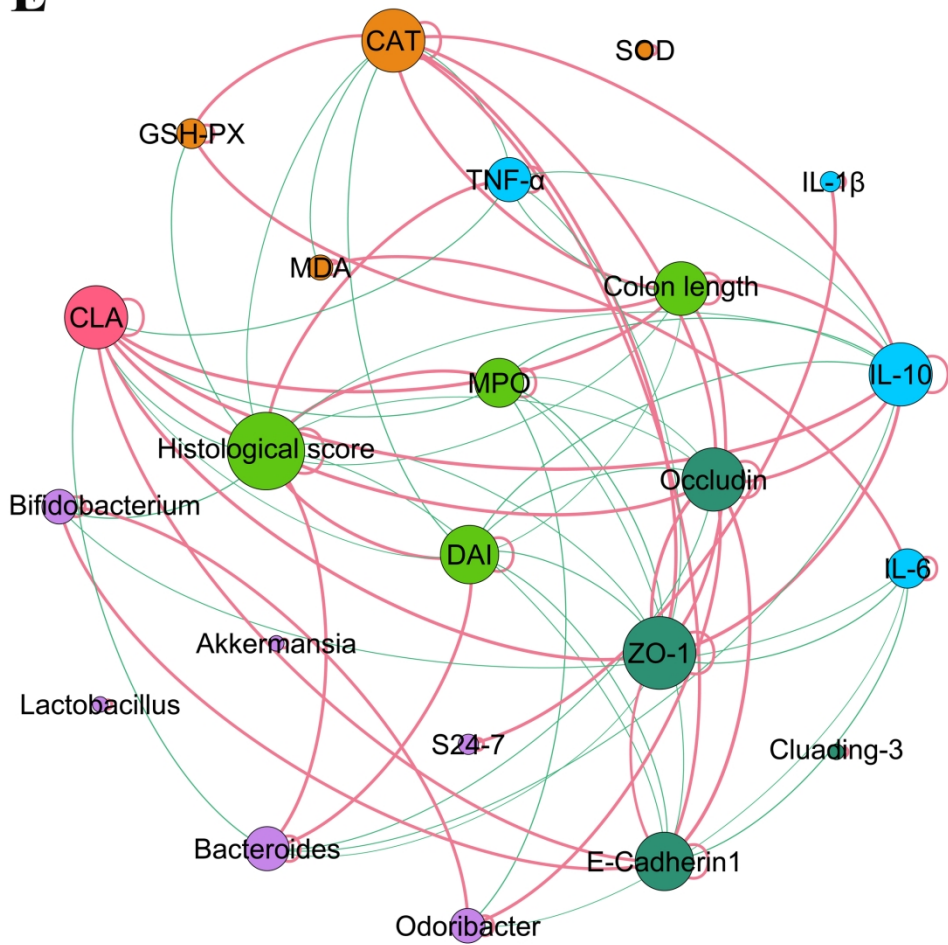 E
CAT
SOD
GSH-PX
TNF-α
IL-1β
MDA
Colon length
CLA
MPO
IL-10
Histological score
Occludin
Bifidobacterium
DAI
IL-6
Akkermansia
ZO-1
Lactobacillus
S24-7
Cluading-3
Bacteroides
E-Cadherin1
Odoribacter